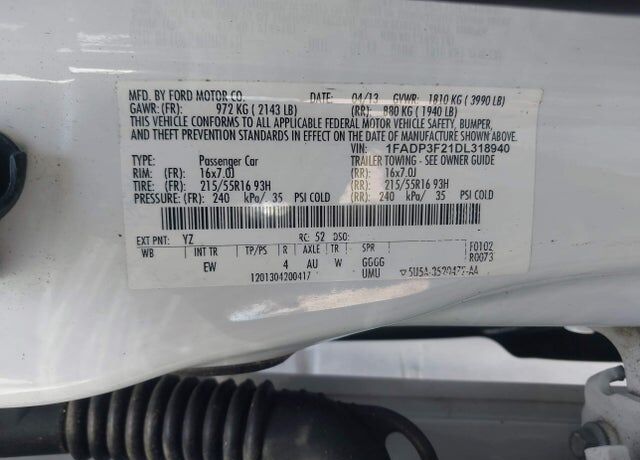 MFD. BY FORD MOTOR CO. DATE: 04/13 GVWR: 1810 KG ( 3990 LB)
GAWR: (FR): 972 KG ( 2143 LB) (RR): 880 KG ( 1940 LB)
THIS VEHICLE CONFORMS TO ALL APPLICABLE FEDERAL MOTOR VEHICLE SAFETY, BUMPER,
AND THEFT PREVENTION STANDARDS IN EFFECT ON THE DATE OF MANUFACTURE SHOWN ABOVE.
VIN: 1FADP3F21DL318940
TYPE: Passenger Car TRAILER TOWING - SEE OWNER GUIDE
RIM: (FR): 16x7.0J (RR): 16x7.0J
TIRE: (FR): 215/55R16 93H (RR): 215/55R16 93H
PRESSURE: (FR): 240 kPa/ 35 PSI COLD (RR): 240 kPa/ 35 PSI COLD
EXT PNT: YZ RC: 52 DSO: F0102
WB INT TR TP/PS R AXLE TR SPR R0073
EW 4 AU W GGGG
1201304200417 UMU